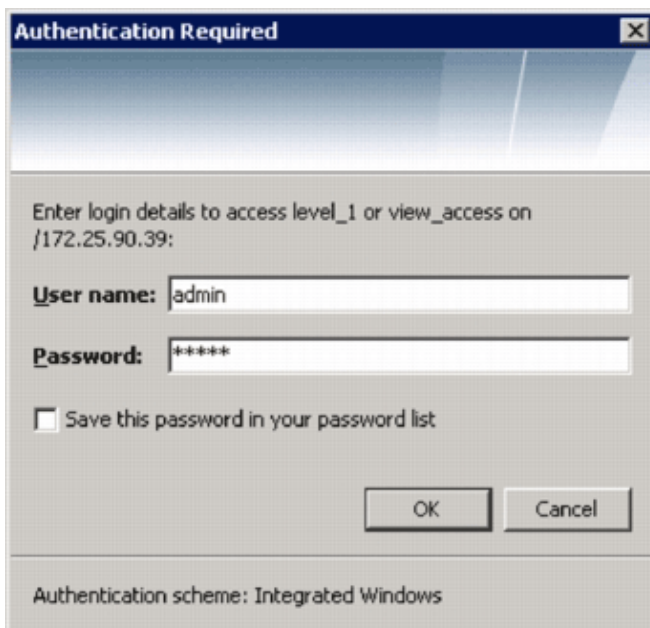 Authentication Required
Enter login details to access level_1 or view_access on
/172.25.90.39:
User name: admin
Password: *****
Save this password in your password list
OK Cancel
Authentication scheme: Integrated Windows